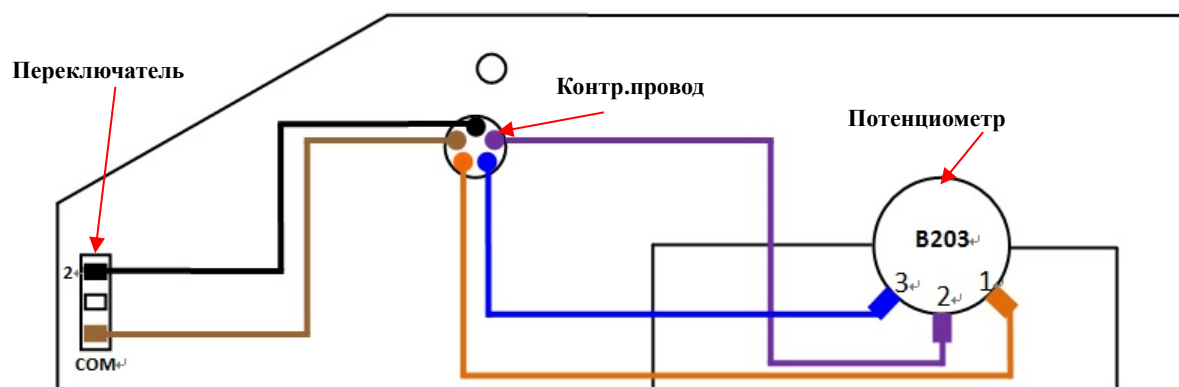 Переключатель
Контр.провод
Потенциометр
B203
3
2
1
2
COM